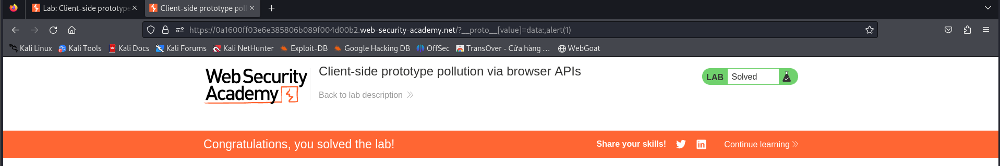 Lab: Client-side prototype
Client-side prototype poll
https://0a1600ff03e6e385806b089f004d00b2.web-security-academy.net/?__proto__[value]=data:,alert(1)
Kali Linux Kali Tools Kali Docs Kali Forums Kali NetHunter Exploit-DB Google Hacking DB OffSec TransOver - Cửa hàng … WebGoat
Web Security
Academy
Client-side prototype pollution via browser APIs
Back to lab description
LAB Solved
Congratulations, you solved the lab!
Share your skills!
Continue learning